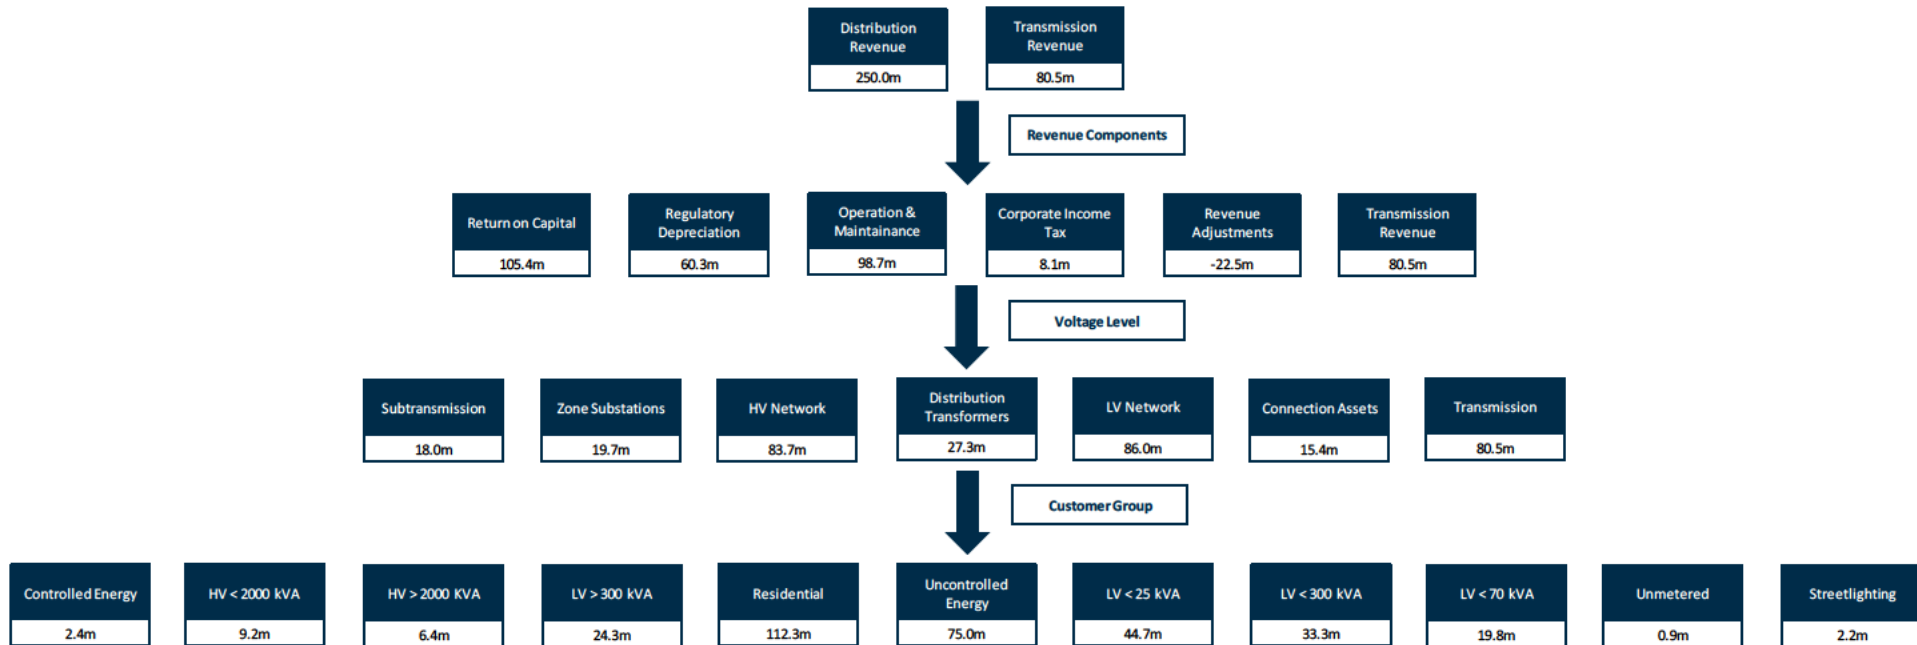 Distribution
Revenue
250.0m
Transmission
Revenue
80.5m
Revenue Components
Return on Capital
105.4m
Regulatory
Depreciation
60.3m
Operation &
Maintainance
98.7m
Corporate Income
Tax
8.1m
Revenue
Adjustments
-22.5m
Transmission
Revenue
80.5m
Voltage Level
Subtransmission
18.0m
Zone Substations
19.7m
HV Network
83.7m
Distribution
Transformers
27.3m
LV Network
86.0m
Connection Assets
15.4m
Transmission
80.5m
Customer Group
Controlled Energy
2.4m
HV < 2000 kVA
9.2m
HV > 2000 KVA
6.4m
LV > 300 kVA
24.3m
Residential
112.3m
Uncontrolled
Energy
75.0m
LV < 25 kVA
44.7m
LV < 300 kVA
33.3m
LV < 70 kVA
19.8m
Unmetered
0.9m
Streetlighting
2.2m